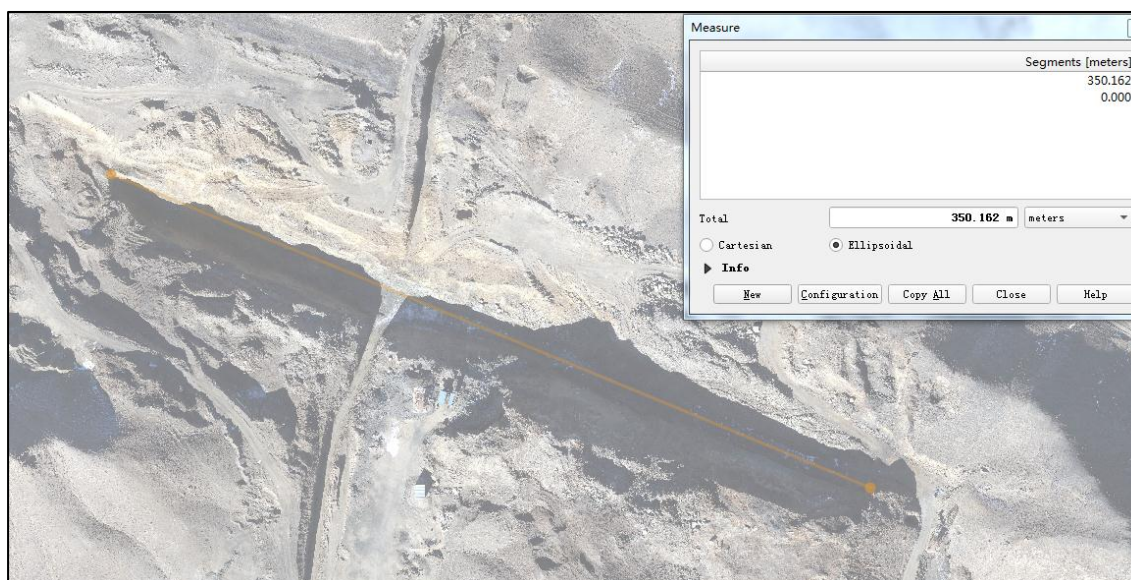 Measure
Segments [meters]
350.162
0.000
Total 350.162 m meters
Cartesian Ellipsoidal
Info
New Configuration Copy All Close Help